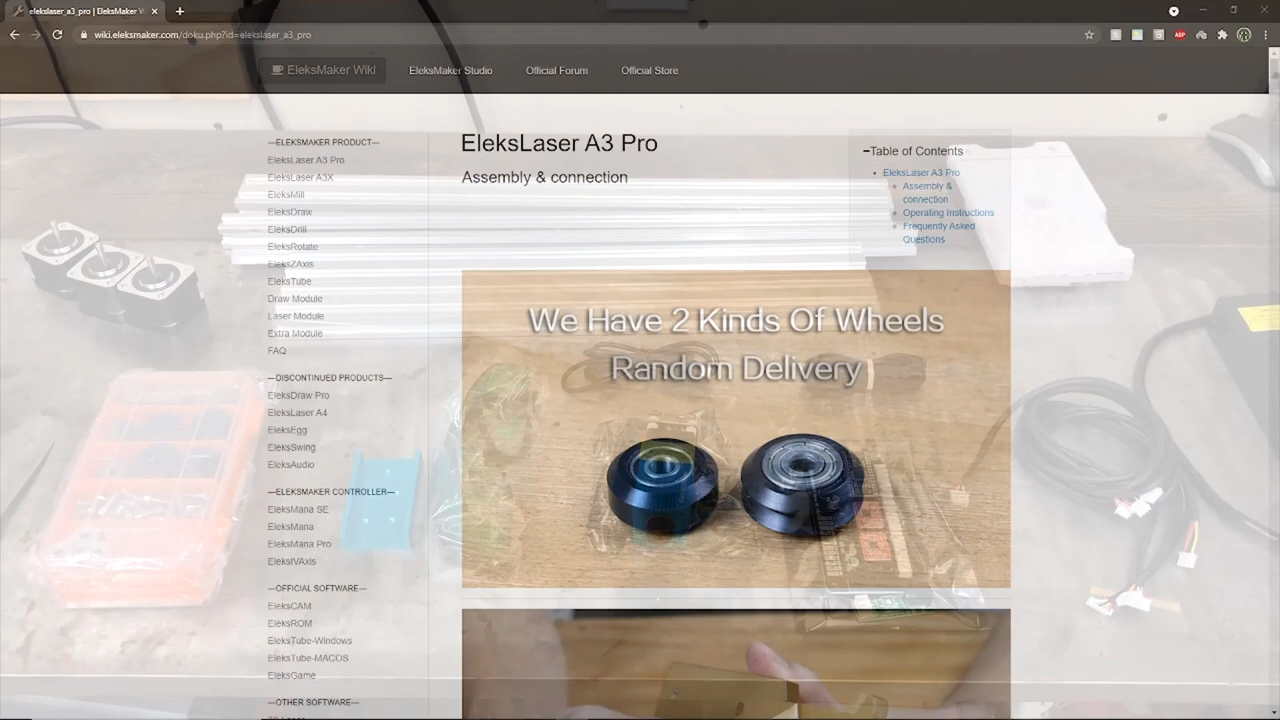 elekslaser_a3_pro | EleksMaker W
wiki.eleksmaker.com/doku.php?id=elekslaser_a3_pro
ABP
EleksMaker Wiki
EleksMaker Studio
Official Forum
Official Store
—ELEKSMAKER PRODUCT—
EleksLaser A3 Pro
EleksLaser A3X
EleksMill
EleksDraw
EleksDrill
EleksRotate
EleksZAxis
EleksTube
Draw Module
Laser Module
Extra Module
FAQ
—DISCONTINUED PRODUCTS—
EleksDraw Pro
EleksLaser A4
EleksEgg
EleksSwing
EleksAudio
—ELEKSMAKER CONTROLLER—
EleksMana SE
EleksMana
EleksMana Pro
EleksIVAxis
—OFFICIAL SOFTWARE—
EleksCAM
EleksROM
EleksTube-Windows
EleksTube-MACOS
EleksGame
—OTHER SOFTWARE—
EleksLaser A3 Pro
Assembly & connection
We Have 2 Kinds Of Wheels
Random Delivery
Table of Contents
EleksLaser A3 Pro
Assembly &
connection
Operating Instructions
Frequently Asked
Questions